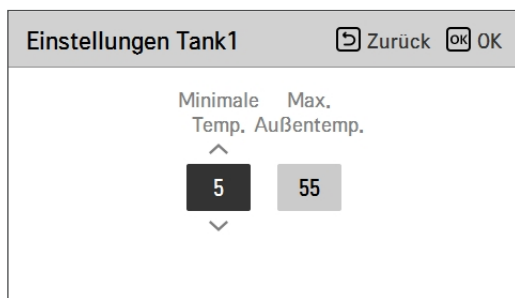 Einstellungen Tank1 Zurück OK OK
Minimale Max.
Temp. Außentemp.
5 55